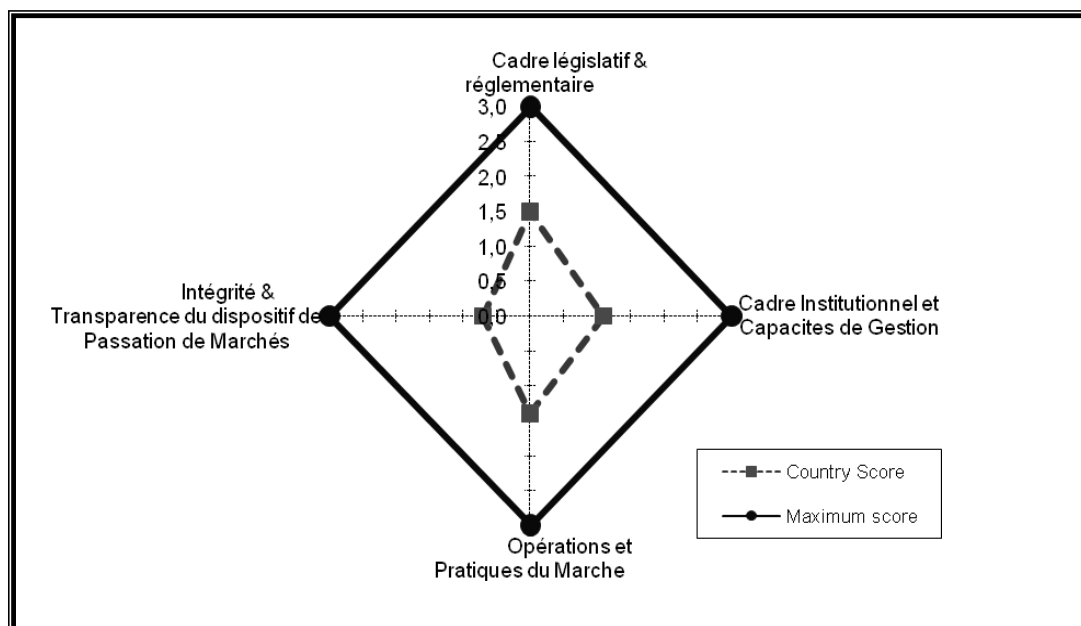 Cadre législatif &
réglementaire
3,0
2,5
2,0
1,5
1,0
0,5
0,0
Intégrité &
Transparence du dispositif de
Passation de Marchés
Cadre Institutionnel et
Capacites de Gestion
Opérations et
Pratiques du Marche
Country Score
Maximum score